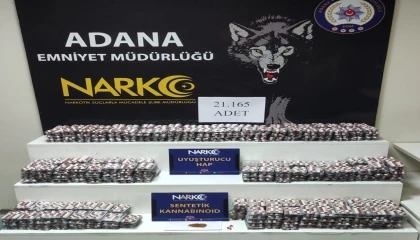 ADANA
EMNİYET MÜDÜRLÜĞÜ
NARKO
NARKOTİK SUÇLARLA MÜCADELE ŞUBE MÜDÜRLÜĞÜ
21.165
ADET
NARKO
UYUŞTURUCU
HAP
NARKO
SENTETİK
KANNABİNOİD